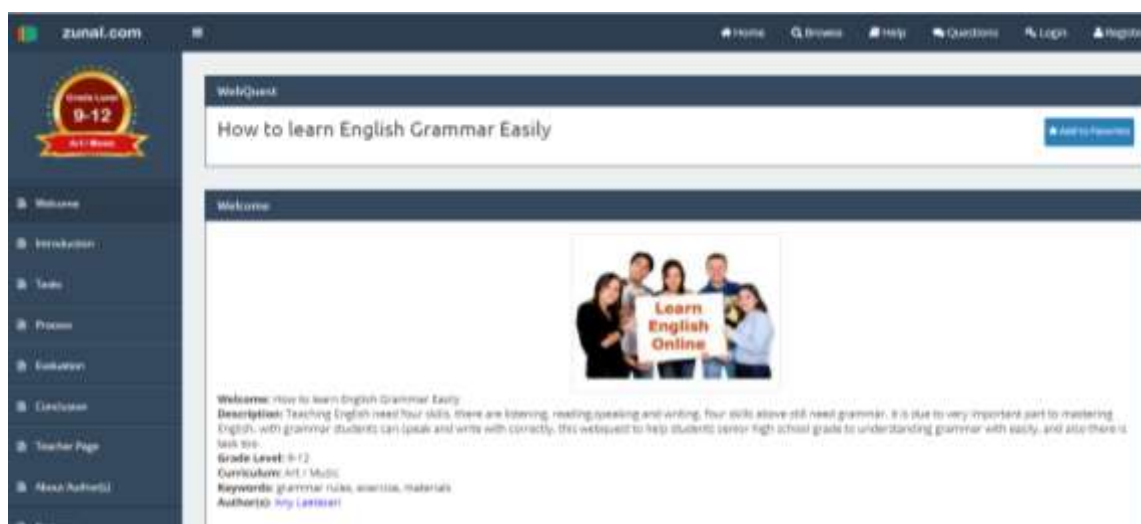 zunal.com
Home Browse Help Questions Login Register
Grade Level
9-12
Art / Music
WebQuest
How to learn English Grammar Easily
Add to Favorites
Welcome
Introduction
Tasks
Process
Evaluation
Conclusion
Teacher Page
About Author(s)
Welcome
Learn
English
Online
Welcome: How to learn English Grammar Easily
Description: Teaching English need four skills, there are listening, reading,speaking and writing, four skills above still need grammar, it is due to very important part to mastering
English, with grammar students can speak and write with correctly, this webquest to help students senior high school grade to understanding grammar with easily, and also there is
task too.
Grade Level: 9-12
Curriculum: Art / Music
Keywords: grammar rules, exercise, materials
Author(s):